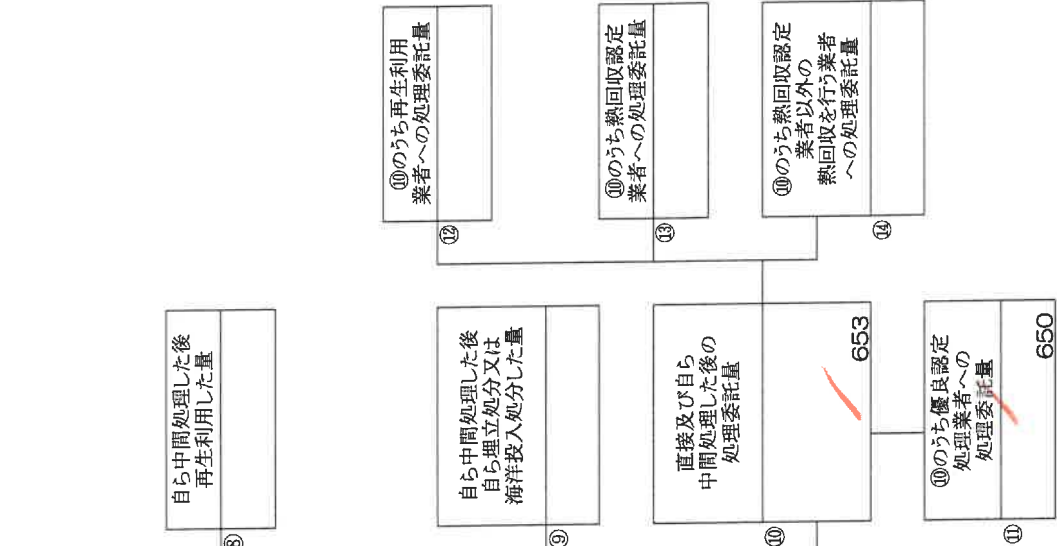 自ら中間処理した後
再生利用した量
⑧
自ら中間処理した後
自ら埋立処分又は
海洋投入処分した量
⑨
直接及び自ら
中間処理した後の
処理委託量
653
⑩
⑩のうち優良認定
処理業者への
処理委託量
650
⑪
⑩のうち再生利用
業者への処理委託量
⑫
⑩のうち熱回収認定
業者への処理委託量
⑬
⑩のうち熱回収認定
業者以外の
熱回収を行う業者
への処理委託量
⑭